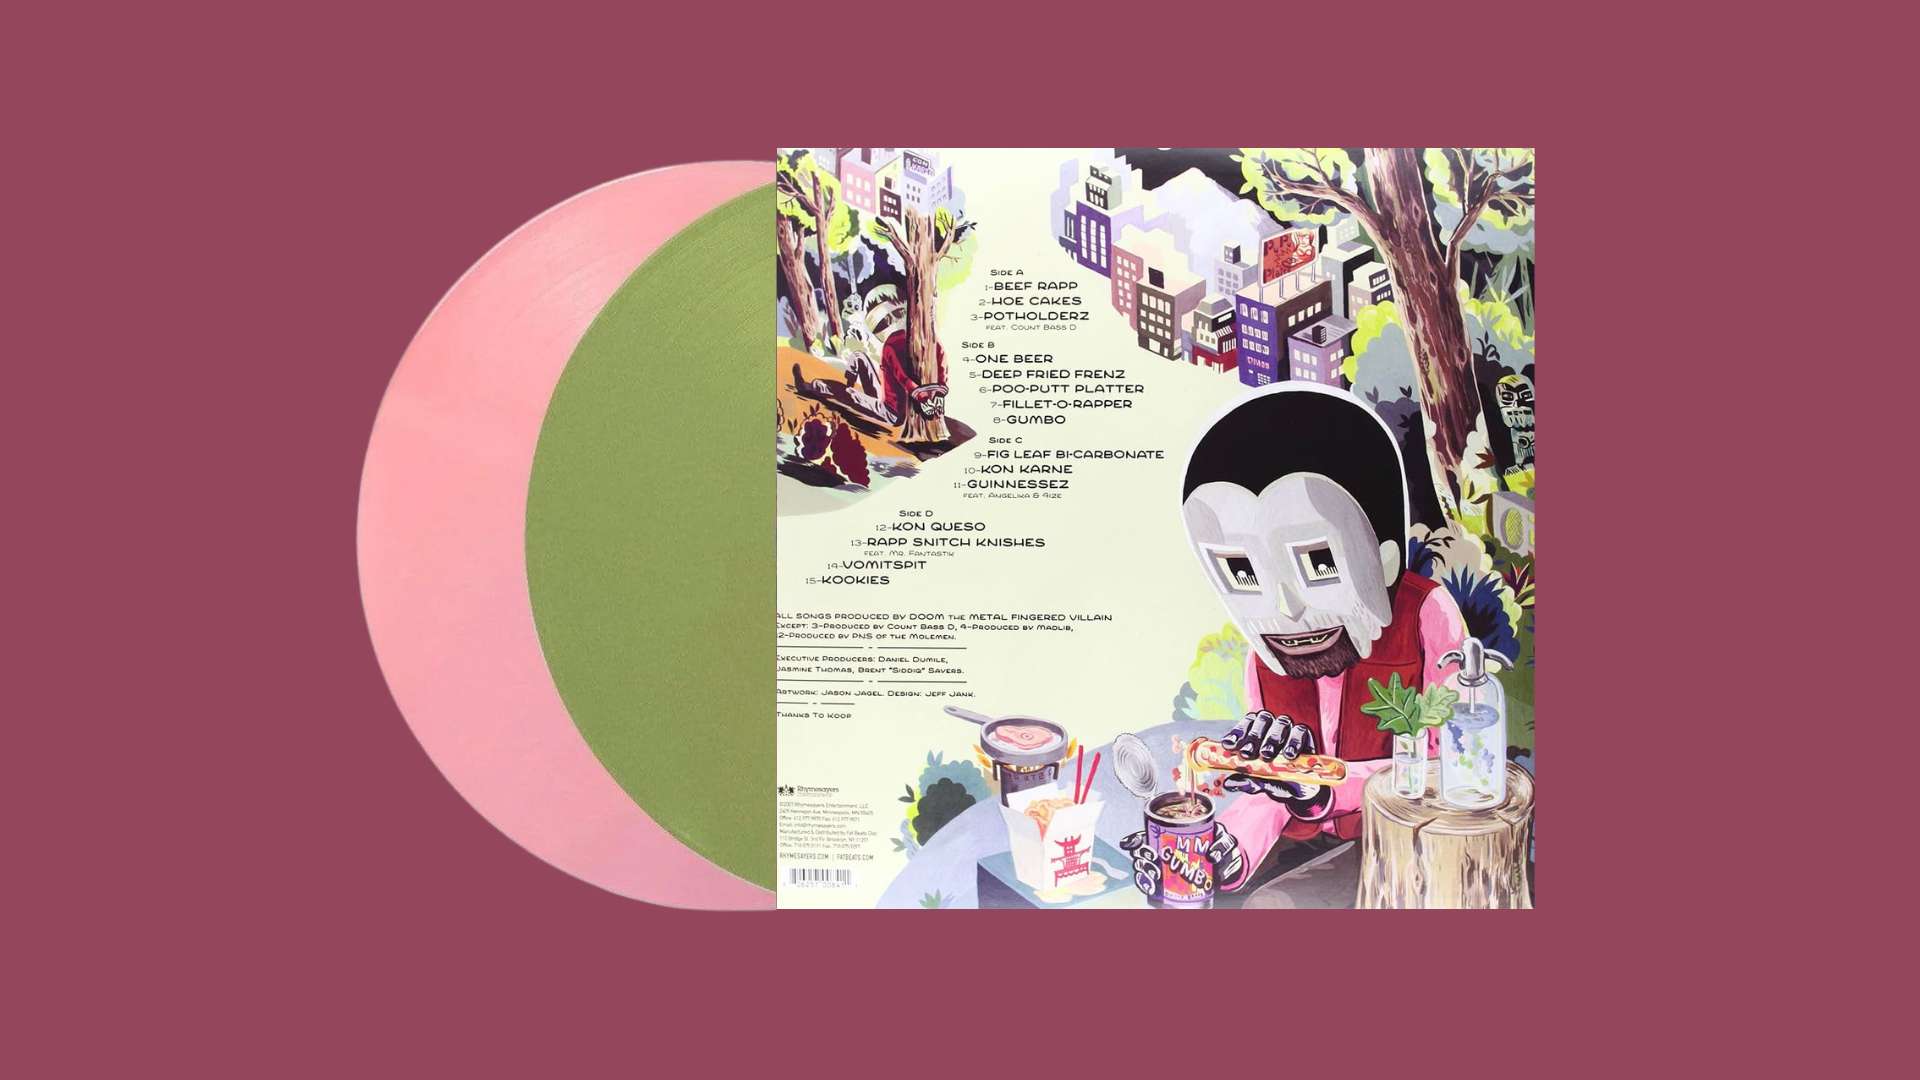 SIDE A
1-BEEF RAPP
2-HOE CAKES
3-POTHOLDERZ
FEAT. COUNT BASS D
SIDE B
4-ONE BEER
5-DEEP FRIED FRENZ
6-POO-PUTT PLATTER
7-FILLET-O-RAPPER
8-GUMBO
SIDE C
9-FIG LEAF BI-CARBONATE
10-KON KARNE
11-GUINNESSEZ
FEAT. ANGELIKA & 4IZE
SIDE D
12-KON QUESO
13-RAPP SNITCH KNISHES
FEAT. MR. FANTASTIK
14-VOMITSPIT
15-KOOKIES
ALL SONGS PRODUCED BY DOOM THE METAL FINGERED VILLAIN
EXCEPT: 3-PRODUCED BY COUNT BASS D, 4-PRODUCED BY MADLIB,
12-PRODUCED BY PNS OF THE MOLEMEN.
EXECUTIVE PRODUCERS: DANIEL DUMILE,
JASMINE THOMAS, BRENT "SIDDIQ" SAYERS.
ARTWORK: JASON JAGEL. DESIGN: JEFF JANK.
THANKS TO KOOP
Rhymesayers
RHYMESAYERS.COM | FATBEATS.COM
MM
GUMBO